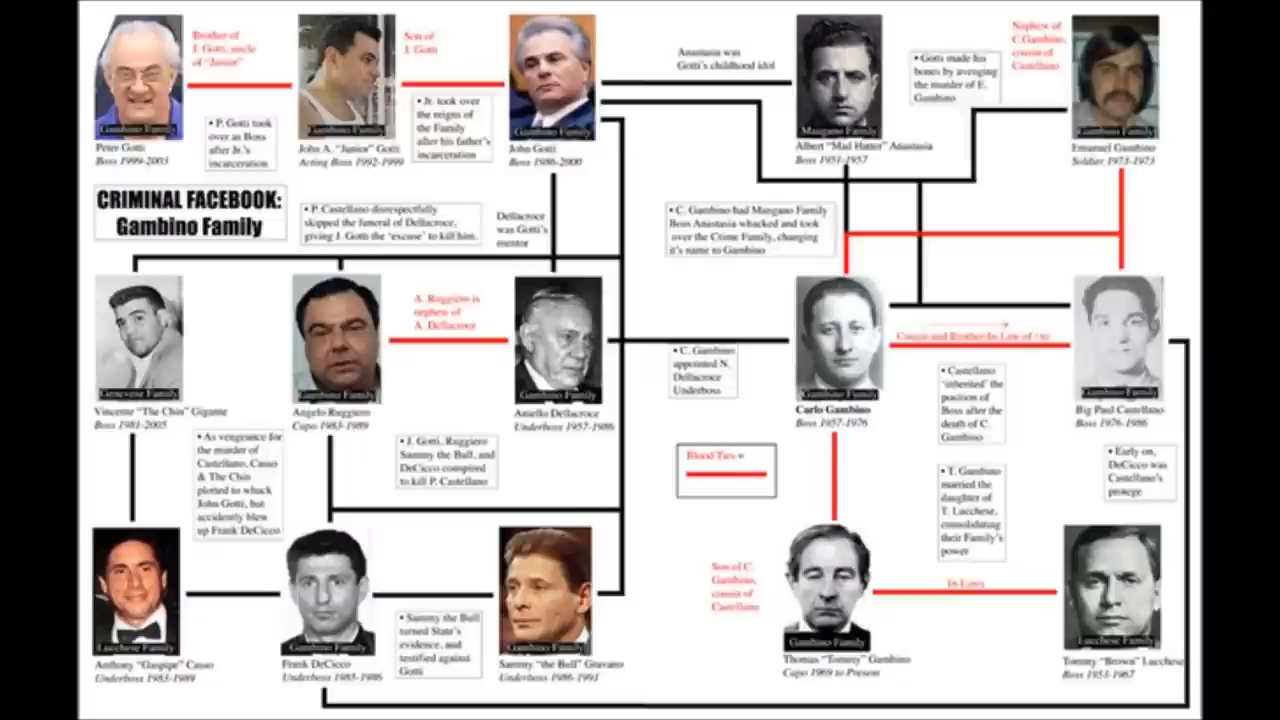 Brother of
J. Gotti, uncle
of "Junior"
Son of
J. Gotti
Anastasia was
Gotti's childhood idol
• Gotti made his
bones by avenging
the murder of E.
Gambino
Nephew of
C.Gambino,
cousin of
Castellano
Gambino Family
Peter Gotti
Boss 1999-2003
• P. Gotti took
over as Boss
after Jr.'s
incarceration
Gambino Family
John A. "Junior" Gotti
Acting Boss 1992-1999
• Jr. took over
the reigns of
the Family
after his father's
incarceration
Gambino Family
John Gotti
Boss 1986-2000
Mangano Family
Albert "Mad Hatter" Anastasia
Boss 1951-1957
Gambino Family
Emanuel Gambino
Soldier 1973-1973
CRIMINAL FACEBOOK:
Gambino Family
• P. Castellano disrespectfully
skipped the funeral of Dellacroce,
giving J. Gotti the 'excuse' to kill him.
Dellacroce
was Gotti's
mentor
• C. Gambino had Mangano Family
Boss Anastasia whacked and took
over the Crime Family, changing
it's name to Gambino
Genovese Family
Vincente "The Chin" Gigante
Boss 1981-2005
Gambino Family
Angelo Ruggiero
Capo 1983-1989
A. Ruggiero is
nephew of
A. Dellacroce
Gambino Family
Aniello Dellacroce
Underboss 1957-1986
• C. Gambino
appointed N.
Dellacroce
Underboss
Gambino Family
Carlo Gambino
Boss 1957-1976
Cousin and Brother-In-Law of
• Castellano
'inherited' the
position of
Boss after the
death of C.
Gambino
Gambino Family
Big Paul Castellano
Boss 1976-1986
• As vengeance for
the murder of
Castellano, Casso
& The Chin
plotted to whack
John Gotti, but
accidently blew
up Frank DeCicco
• J. Gotti, Ruggiero
Sammy the Bull, and
DeCicco conspired
to kill P. Castellano
Blood Ties =
• T. Gambino
married the
daughter of
T. Lucchese,
consolidating
their Family's
power
• Early on,
DeCicco was
Castellano's
protege
Lucchese Family
Anthony "Gaspipe" Casso
Underboss 1983-1989
Gambino Family
Frank DeCicco
Underboss 1985-1986
• Sammy the Bull
turned State's
evidence, and
testified against
Gotti
Gambino Family
Sammy "the Bull" Gravano
Underboss 1986-1991
Son of C.
Gambino,
cousin of
Castellano
Gambino Family
Thomas "Tommy" Gambino
Capo 1969 to Present
In-Laws
Lucchese Family
Tommy "Brown" Lucchese
Boss 1953-1967